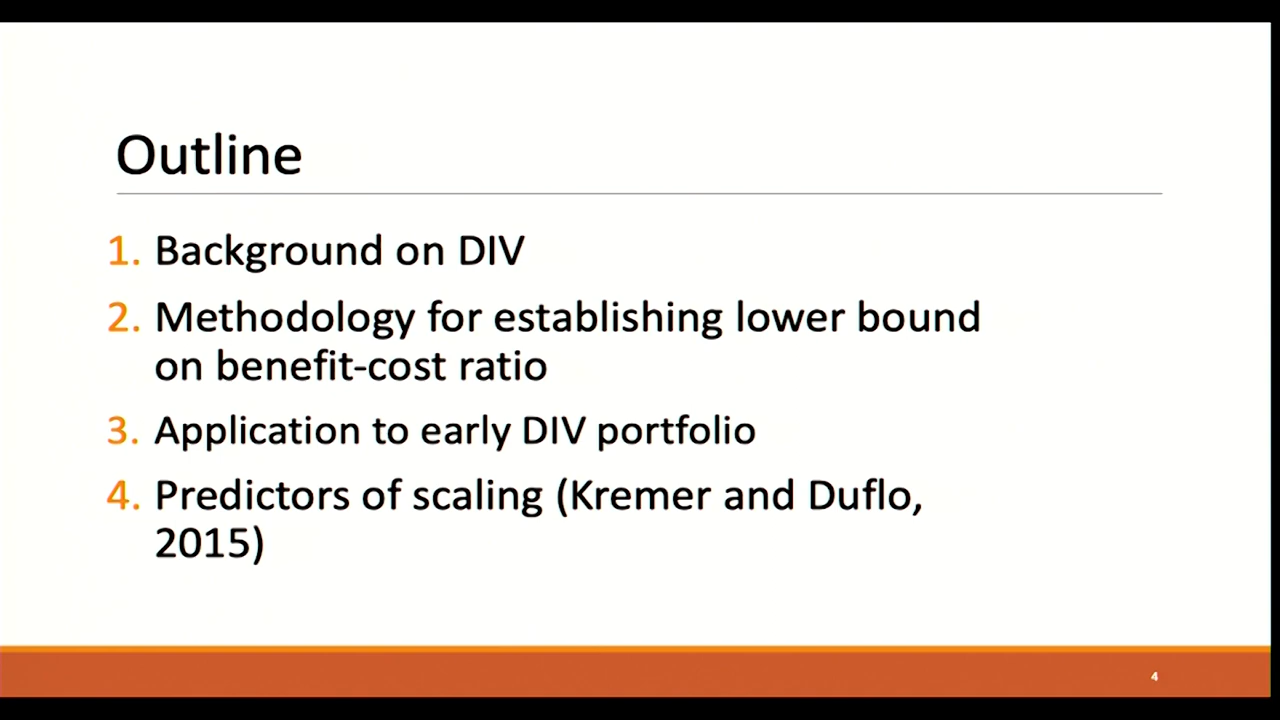 Outline
1. Background on DIV
2. Methodology for establishing lower bound
on benefit-cost ratio
3. Application to early DIV portfolio
4. Predictors of scaling (Kremer and Duflo,
2015)
4